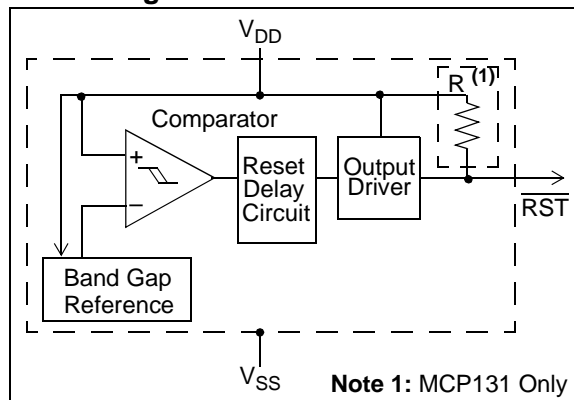 V_DD
R (1)
Comparator
+
−
Reset
Delay
Circuit
Output
Driver
RST
Band Gap
Reference
V_SS
Note 1: MCP131 Only